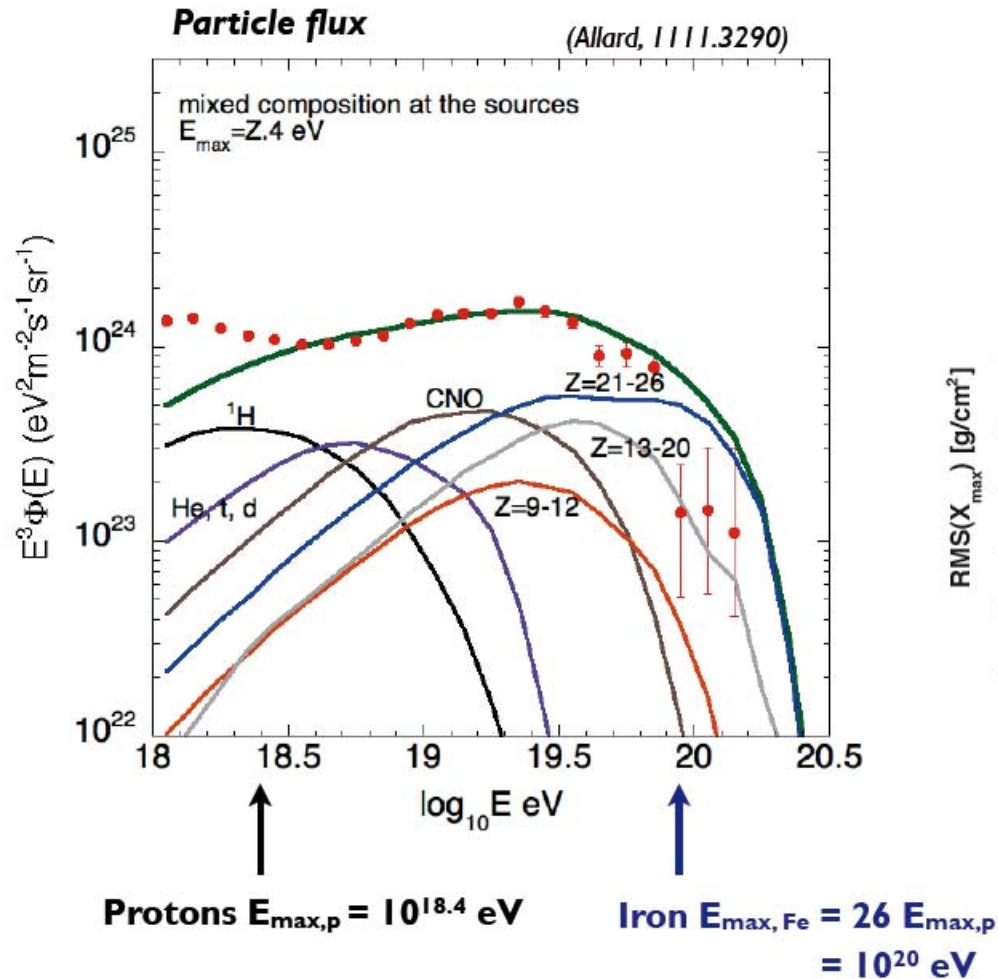 Particle flux
(Allard, 1111.3290)
mixed composition at the sources
E_max=Z.4 eV
10^25
10^24
10^23
10^22
E^3Φ(E) (eV^2m^-2s^-1sr^-1)
Z=21-26
CNO
^1H
Z=13-20
He, t, d
Z=9-12
RMS(X_max) [g/cm^2]
18 18.5 19 19.5 20 20.5
log_10E eV
Protons E_max,p = 10^18.4 eV
Iron E_max, Fe = 26 E_max,p
= 10^20 eV